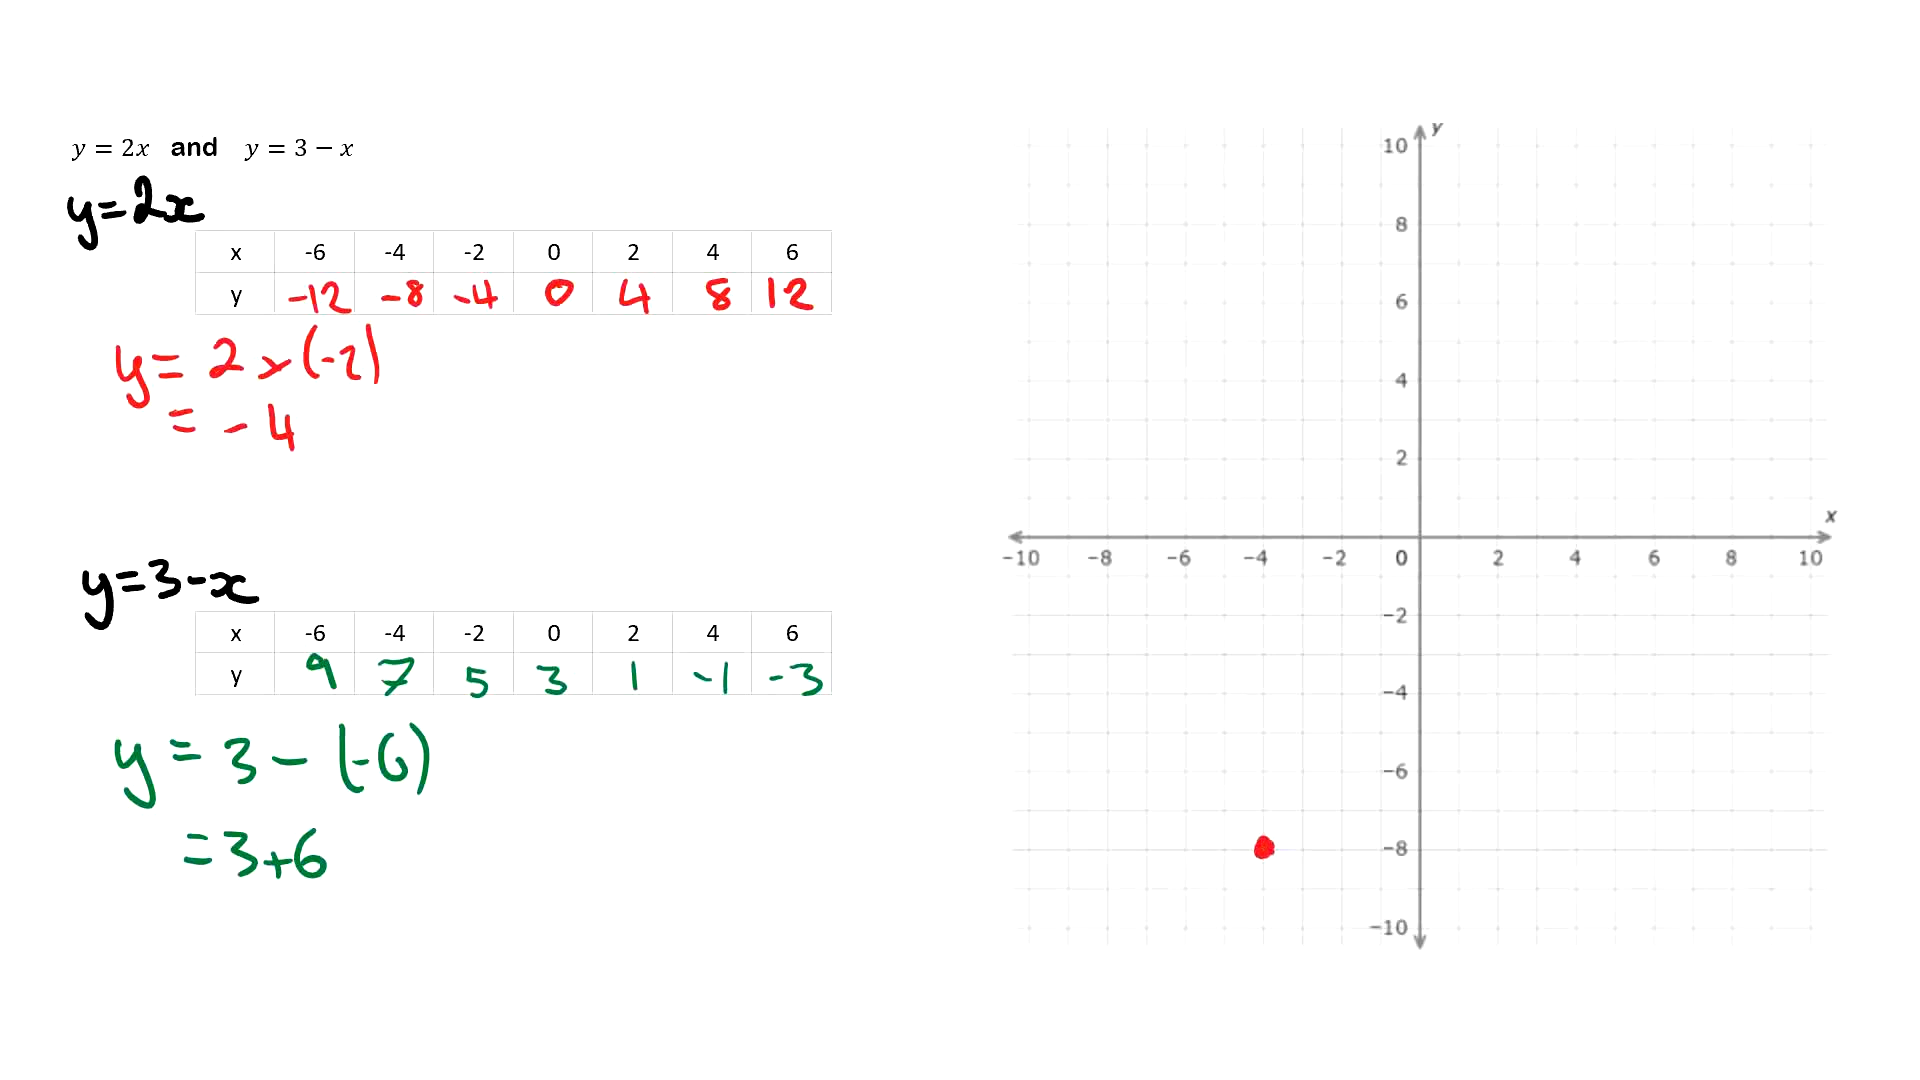 y = 2x and y = 3 − x
y=2x
x -6 -4 -2 0 2 4 6
y -12 -8 -4 0 4 8 12
y = 2 × (-2)
= -4
y=3-x
x -6 -4 -2 0 2 4 6
y 9 7 5 3 1 -1 -3
y = 3 - (-6)
= 3+6
y
10
8
6
4
2
x
−10 −8 −6 −4 −2 0 2 4 6 8 10
−2
−4
−6
−8
−10